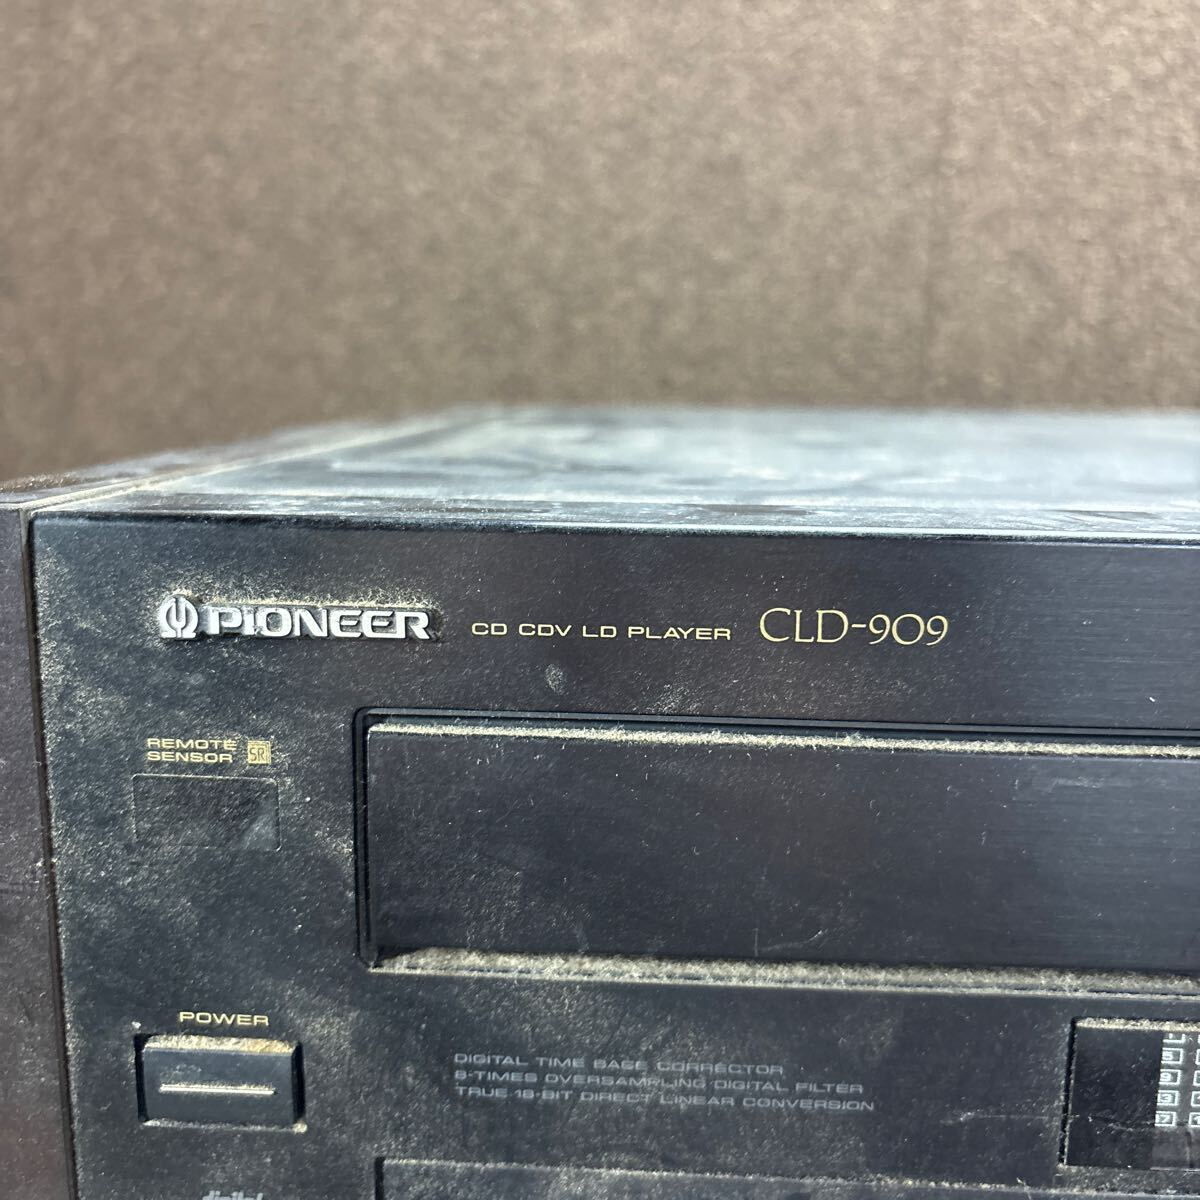 PIONEER CD CDV LD PLAYER CLD-909
REMOTE
SENSOR SR
POWER
DIGITAL TIME BASE CORRECTOR
8-TIMES OVERSAMPLING DIGITAL FILTER
TRUE 18-BIT DIRECT LINEAR CONVERSION
digital